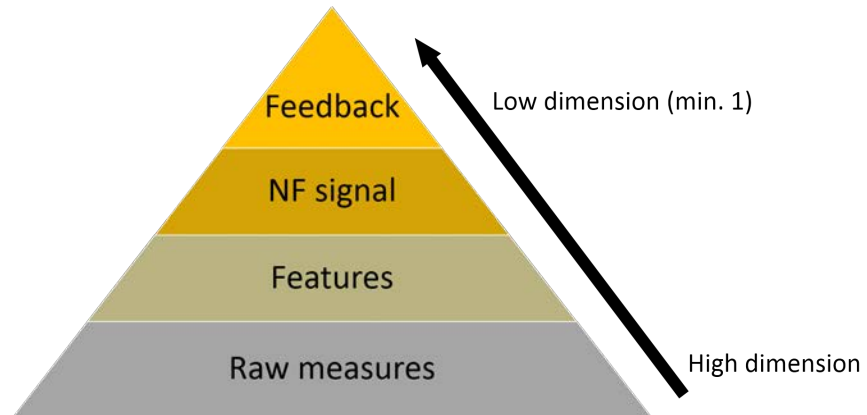 Feedback
Low dimension (min. 1)
NF signal
Features
Raw measures
High dimension